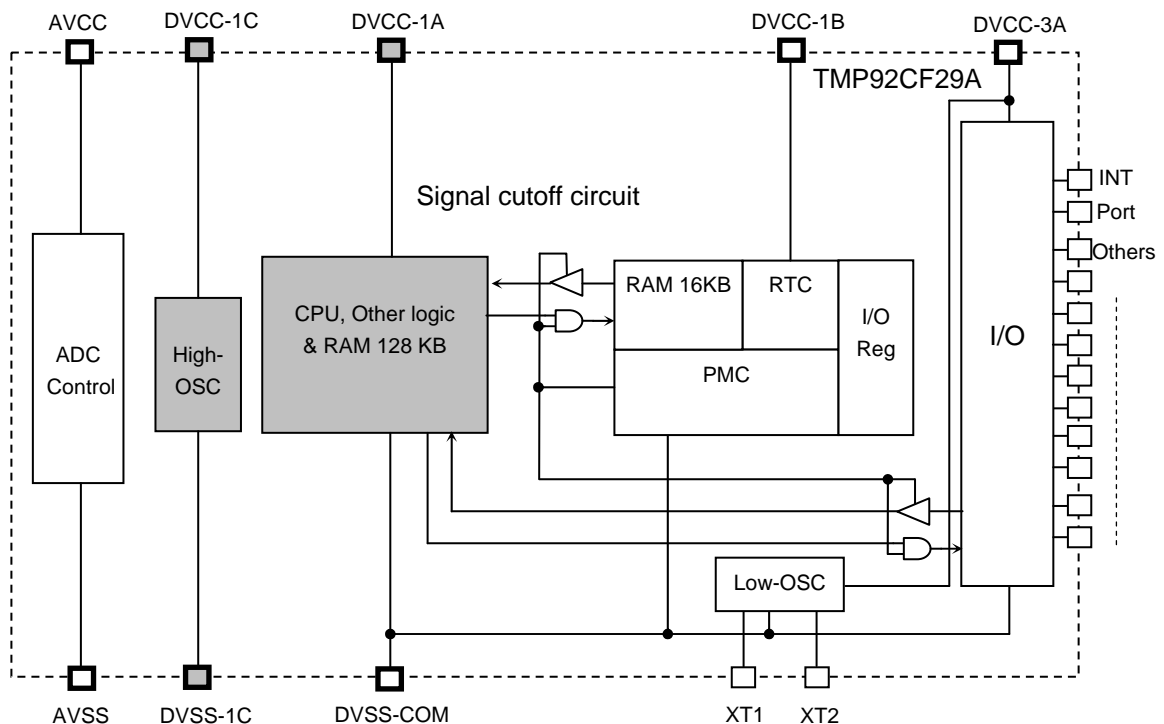 AVCC
DVCC-1C
DVCC-1A
DVCC-1B
DVCC-3A
TMP92CF29A
Signal cutoff circuit
INT
Port
Others
RAM 16KB
RTC
I/O
Reg
PMC
CPU, Other logic
& RAM 128 KB
I/O
ADC
Control
High-
OSC
Low-OSC
AVSS
DVSS-1C
DVSS-COM
XT1
XT2